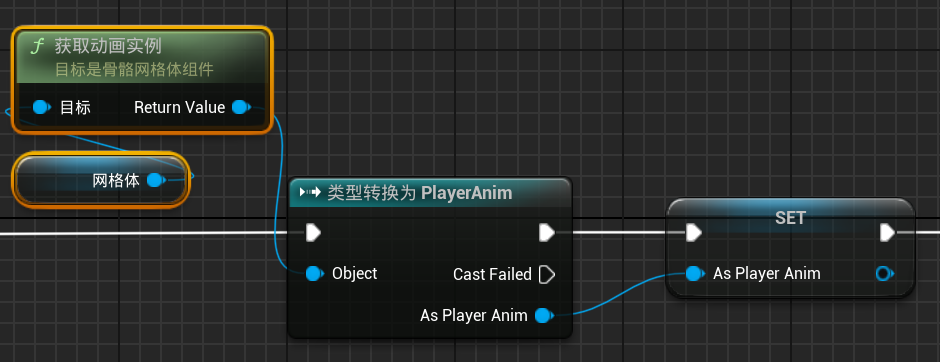 获取动画实例
目标是骨骼网格体组件
目标
Return Value
网格体
类型转换为 PlayerAnim
Object
Cast Failed
As Player Anim
SET
As Player Anim